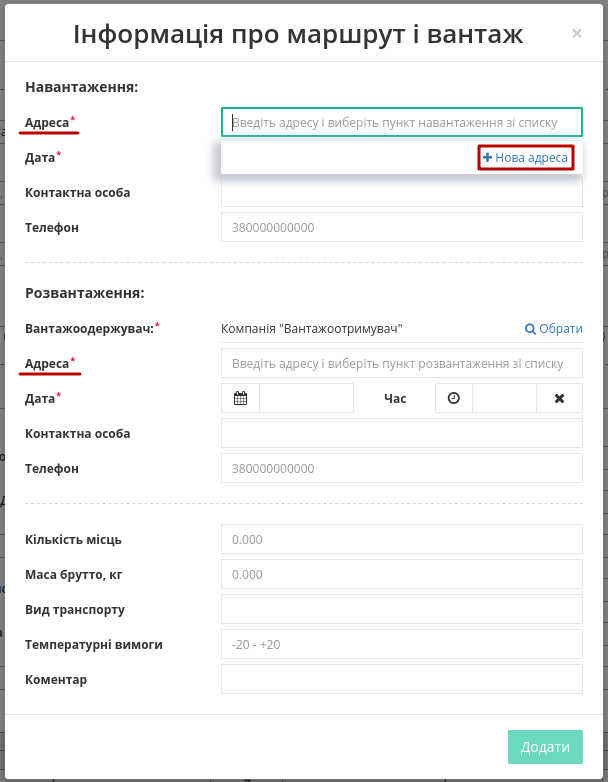 Інформація про маршрут і вантаж ×
Навантаження:
Адреса* Введіть адресу і виберіть пункт навантаження зі списку
Дата* Нова адреса
Контактна особа
Телефон 380000000000
Розвантаження:
Вантажоодержувач:* Компанія "Вантажоотримувач" Обрати
Адреса* Введіть адресу і виберіть пункт розвантаження зі списку
Дата* Час
Контактна особа
Телефон 380000000000
Кількість місць 0.000
Маса брутто, кг 0.000
Вид транспорту
Температурні вимоги -20 - +20
Коментар
Додати